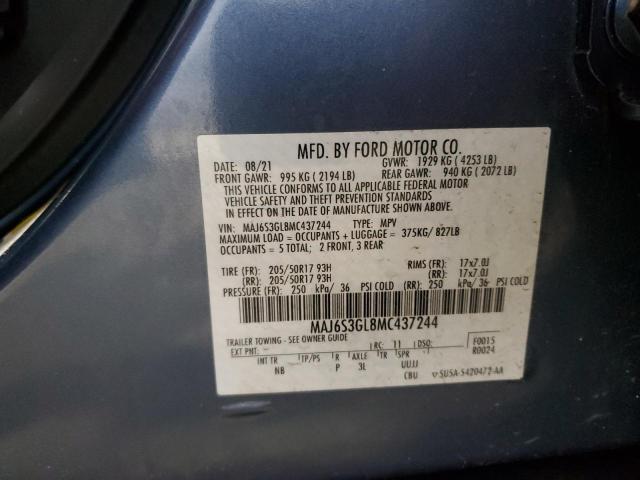 MFD. BY FORD MOTOR CO.
DATE: 08/21 GVWR: 1929 KG ( 4253 LB)
FRONT GAWR: 995 KG ( 2194 LB) REAR GAWR: 940 KG ( 2072 LB)
THIS VEHICLE CONFORMS TO ALL APPLICABLE FEDERAL MOTOR
VEHICLE SAFETY AND THEFT PREVENTION STANDARDS
IN EFFECT ON THE DATE OF MANUFACTURE SHOWN ABOVE.
VIN: MAJ6S3GL8MC437244 TYPE: MPV
MAXIMUM LOAD = OCCUPANTS + LUGGAGE = 375KG/ 827LB
OCCUPANTS = 5 TOTAL; 2 FRONT, 3 REAR
TIRE (FR): 205/50R17 93H RIMS (FR): 17x7.0J
(RR): 205/50R17 93H (RR): 17x7.0J
PRESSURE (FR): 250 kPa/ 36 PSI COLD (RR): 250 kPa/ 36 PSI COLD
MAJ6S3GL8MC437244
TRAILER TOWING - SEE OWNER GUIDE
EXT PNT: RC: 11 DSO: F0015
INT TR TP/PS R AXLE TR SPR R0024
NB P 3L UUJJ
CBU SU5A-S420472-AA